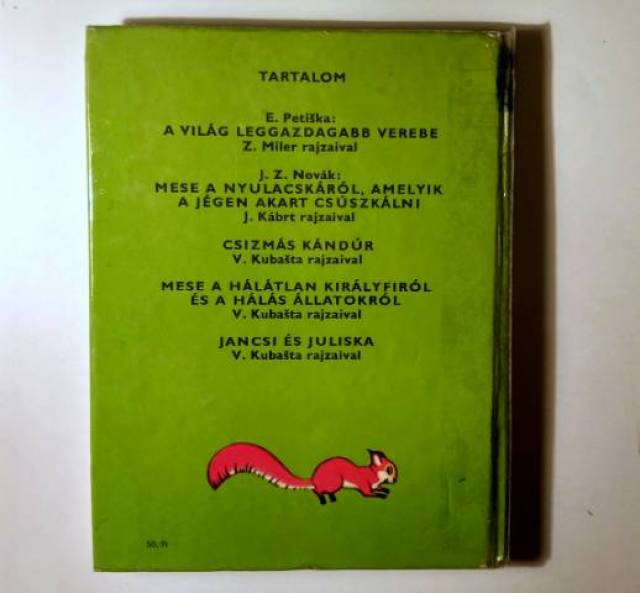 TARTALOM
E. Petiška:
A VILÁG LEGGAZDAGABB VEREBE
Z. Miler rajzaival
J. Z. Novák:
MESE A NYULACSKÁRÓL, AMELYIK
A JÉGEN AKART CSÚSZKÁLNI
J. Kábrt rajzaival
CSIZMÁS KANDÚR
V. Kubašta rajzaival
MESE A HÁLÁTLAN KIRÁLYFIRÓL
ÉS A HÁLÁS ÁLLATOKRÓL
V. Kubašta rajzaival
JANCSI ÉS JULISKA
V. Kubašta rajzaival